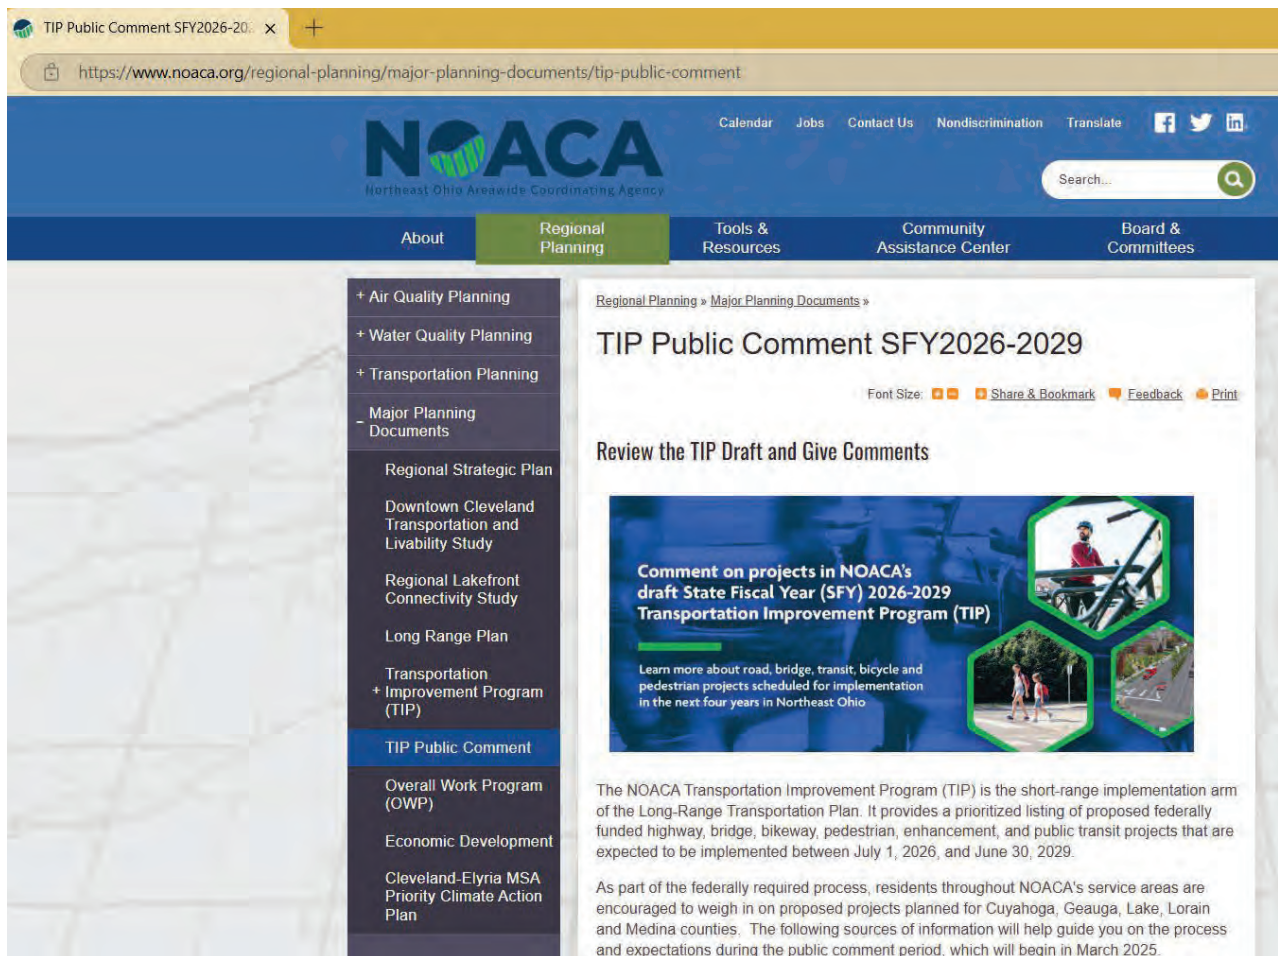 TIP Public Comment SFY2026-20
https://www.noaca.org/regional-planning/major-planning-documents/tip-public-comment
NOACA
Northeast Ohio Areawide Coordinating Agency
Calendar Jobs Contact Us Nondiscrimination Translate
Search...
About
Regional
Planning
Tools &
Resources
Community
Assistance Center
Board &
Committees
+ Air Quality Planning
+ Water Quality Planning
+ Transportation Planning
- Major Planning
Documents
Regional Strategic Plan
Downtown Cleveland
Transportation and
Livability Study
Regional Lakefront
Connectivity Study
Long Range Plan
Transportation
+ Improvement Program
(TIP)
TIP Public Comment
Overall Work Program
(OWP)
Economic Development
Cleveland-Elyria MSA
Priority Climate Action
Plan
Regional Planning » Major Planning Documents »
TIP Public Comment SFY2026-2029
Font Size: Share & Bookmark Feedback Print
Review the TIP Draft and Give Comments
Comment on projects in NOACA's
draft State Fiscal Year (SFY) 2026-2029
Transportation Improvement Program (TIP)
Learn more about road, bridge, transit, bicycle and
pedestrian projects scheduled for implementation
in the next four years in Northeast Ohio
The NOACA Transportation Improvement Program (TIP) is the short-range implementation arm
of the Long-Range Transportation Plan. It provides a prioritized listing of proposed federally
funded highway, bridge, bikeway, pedestrian, enhancement, and public transit projects that are
expected to be implemented between July 1, 2026, and June 30, 2029.
As part of the federally required process, residents throughout NOACA's service areas are
encouraged to weigh in on proposed projects planned for Cuyahoga, Geauga, Lake, Lorain
and Medina counties. The following sources of information will help guide you on the process
and expectations during the public comment period, which will begin in March 2025.